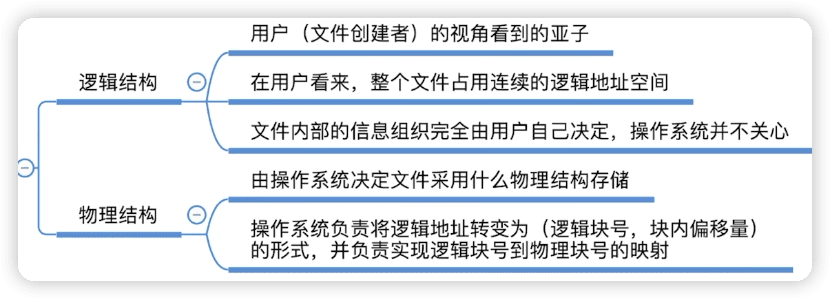 用户（文件创建者）的视角看到的亚子
逻辑结构
在用户看来，整个文件占用连续的逻辑地址空间
文件内部的信息组织完全由用户自己决定，操作系统并不关心
由操作系统决定文件采用什么物理结构存储
物理结构
操作系统负责将逻辑地址转变为（逻辑块号，块内偏移量）
的形式，并负责实现逻辑块号到物理块号的映射